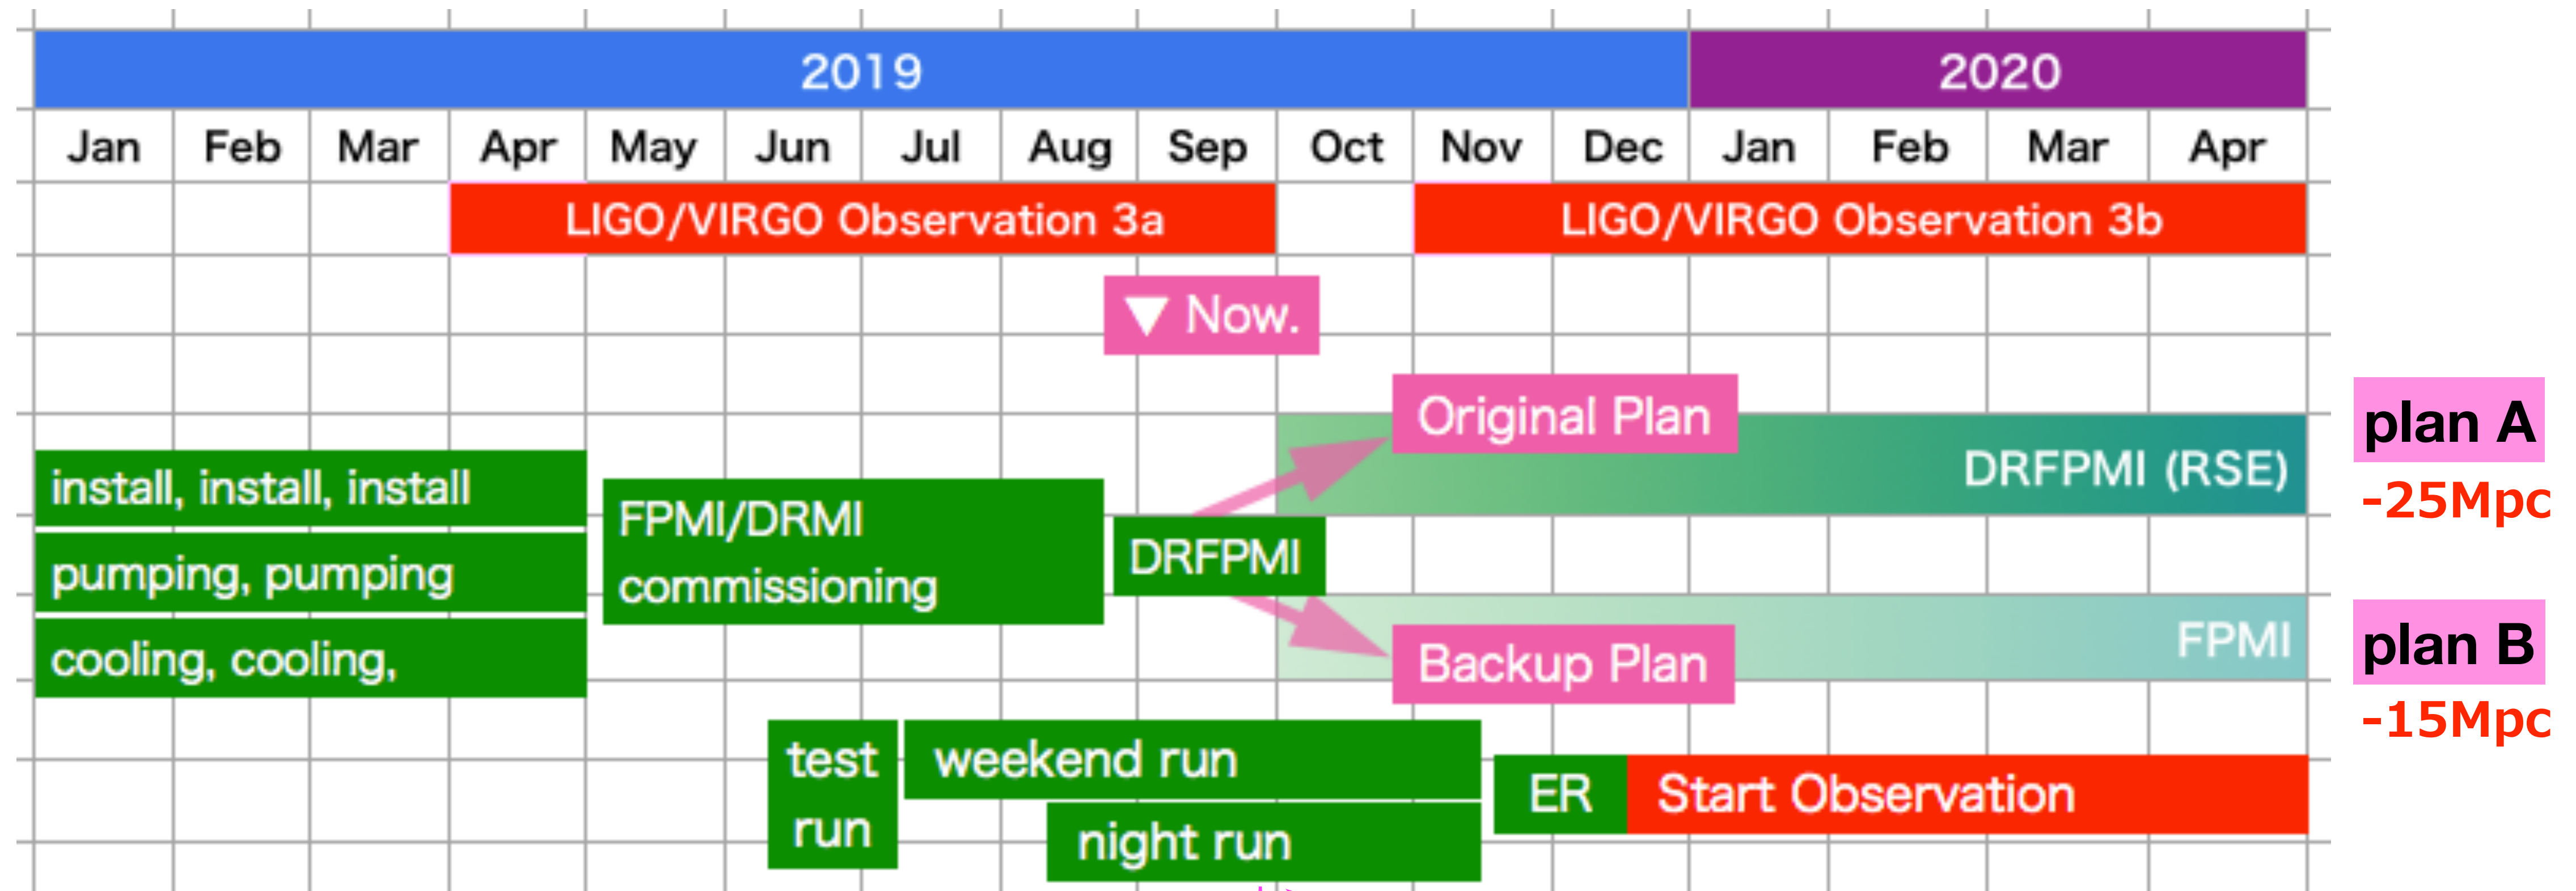 2019
2020
Jan Feb Mar Apr May Jun Jul Aug Sep Oct Nov Dec Jan Feb Mar Apr
LIGO/VIRGO Observation 3a
LIGO/VIRGO Observation 3b
▼ Now.
Original Plan
DRFPMI (RSE)
plan A
-25Mpc
install, install, install
pumping, pumping
cooling, cooling,
FPMI/DRMI
commissioning
DRFPMI
Backup Plan
FPMI
plan B
-15Mpc
test
run
weekend run
night run
ER
Start Observation